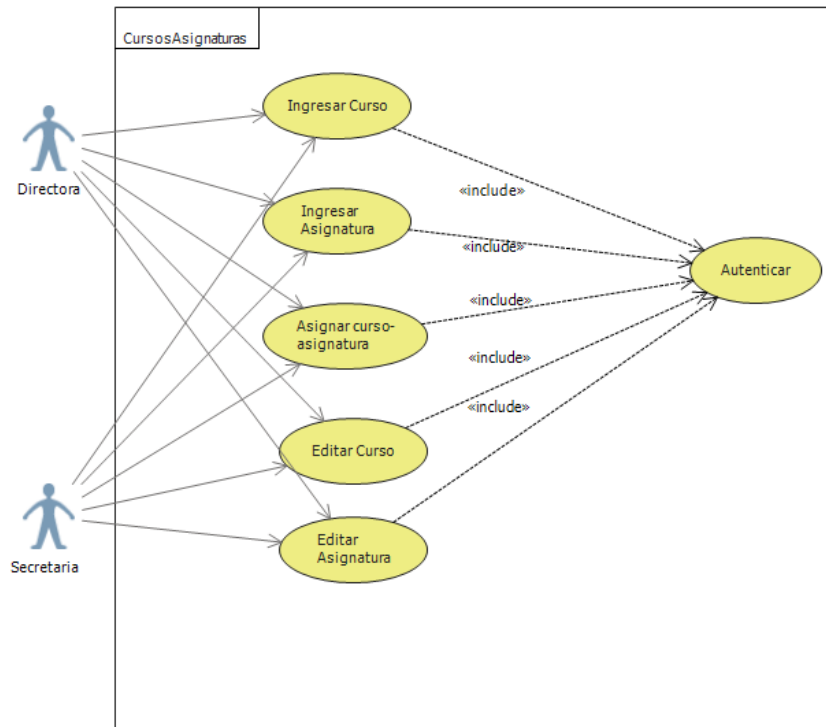 CursosAsignaturas
Ingresar Curso
Directora
«include»
Ingresar
Asignatura
«include»
Autenticar
«include»
Asignar curso-
asignatura
«include»
«include»
Editar Curso
Editar
Asignatura
Secretaria